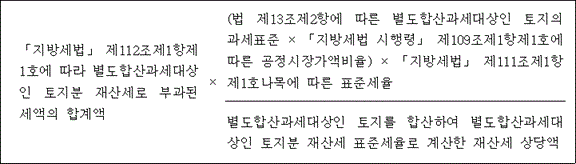 「지방세법」 제112조제1항제
1호에 따라 별도합산과세대상
인 토지분 재산세로 부과된
세액의 합계액
×
(법 제13조제2항에 따른 별도합산과세대상인 토지의
과세표준 × 「지방세법 시행령」 제109조제1항제1호에
따른 공정시장가액비율) × 「지방세법」 제111조제1항
제1호나목에 따른 표준세율
별도합산과세대상인 토지를 합산하여 별도합산과세대
상인 토지분 재산세 표준세율로 계산한 재산세 상당액